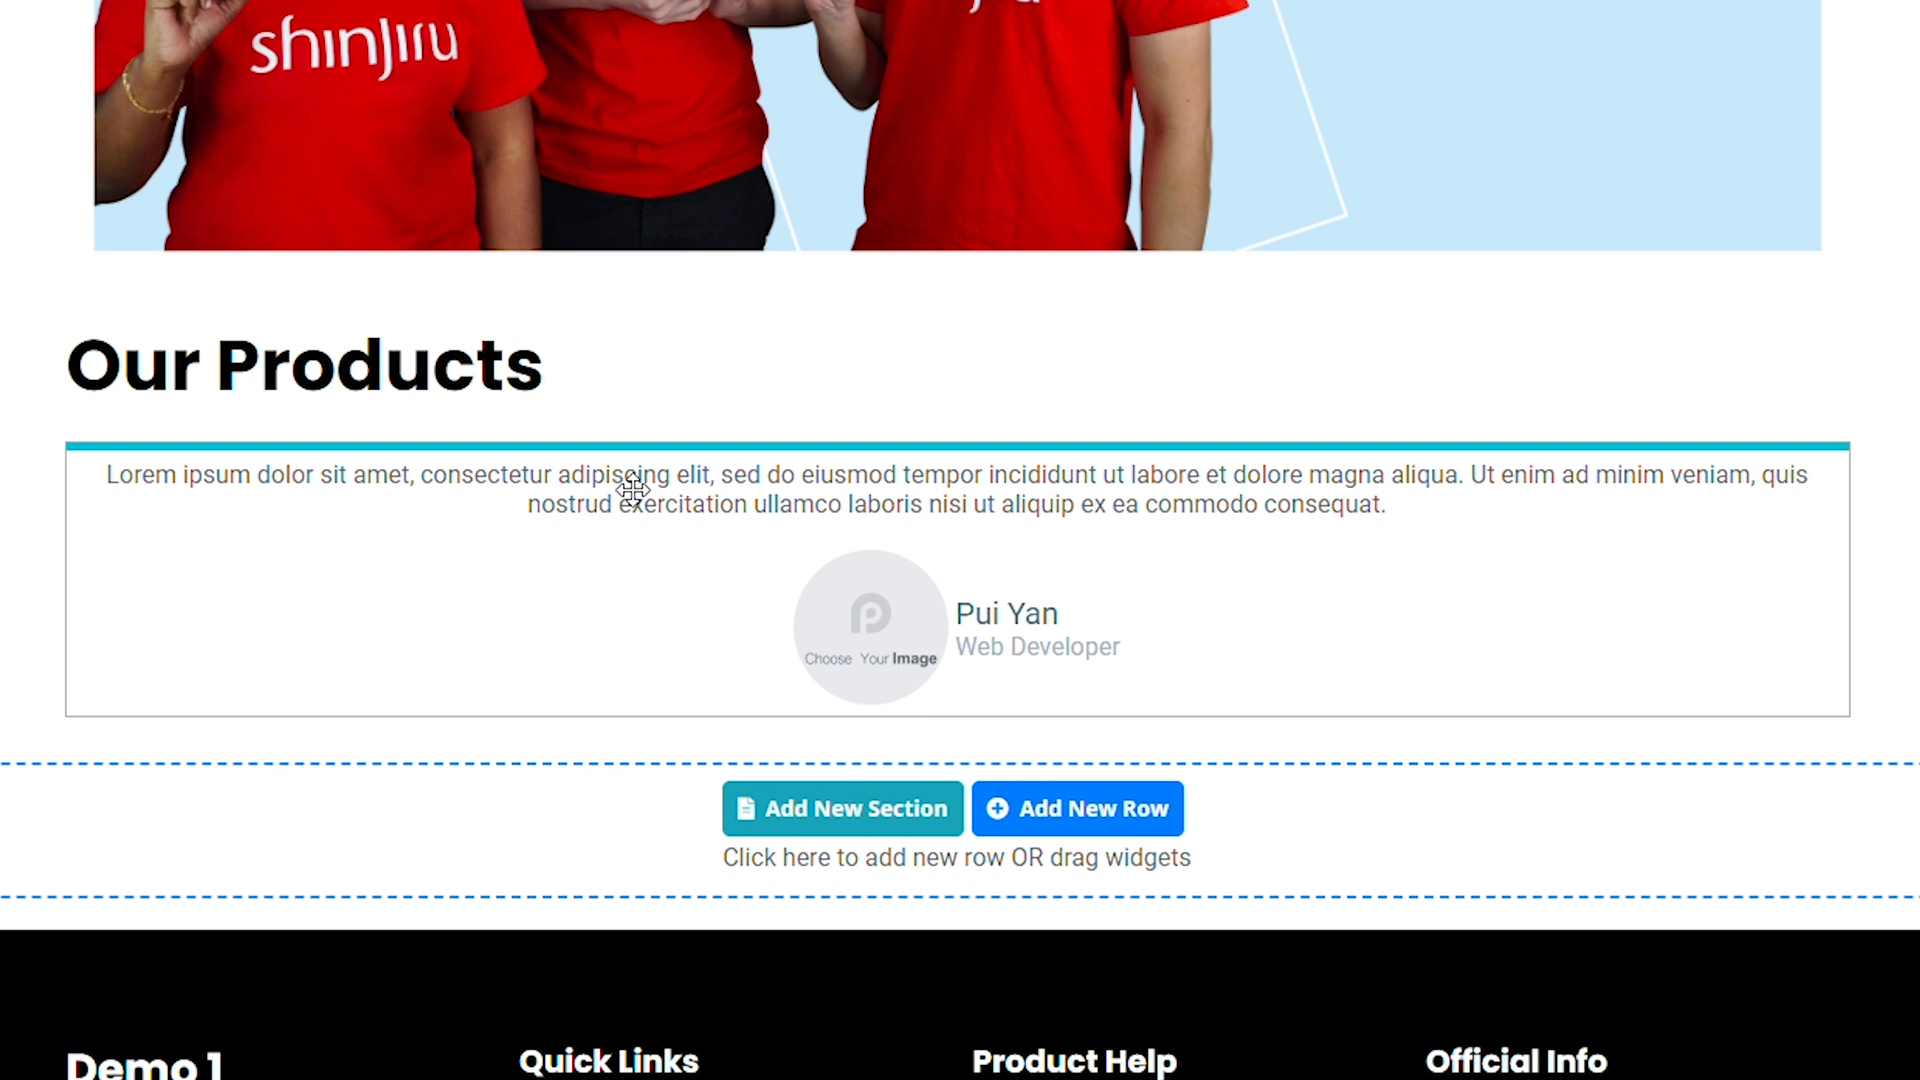 shinjiru
Our Products
Lorem ipsum dolor sit amet, consectetur adipiscing elit, sed do eiusmod tempor incididunt ut labore et dolore magna aliqua. Ut enim ad minim veniam, quis
nostrud exercitation ullamco laboris nisi ut aliquip ex ea commodo consequat.
Choose Your Image
Pui Yan
Web Developer
Add New Section
Add New Row
Click here to add new row OR drag widgets
Demo 1
Quick Links
Product Help
Official Info